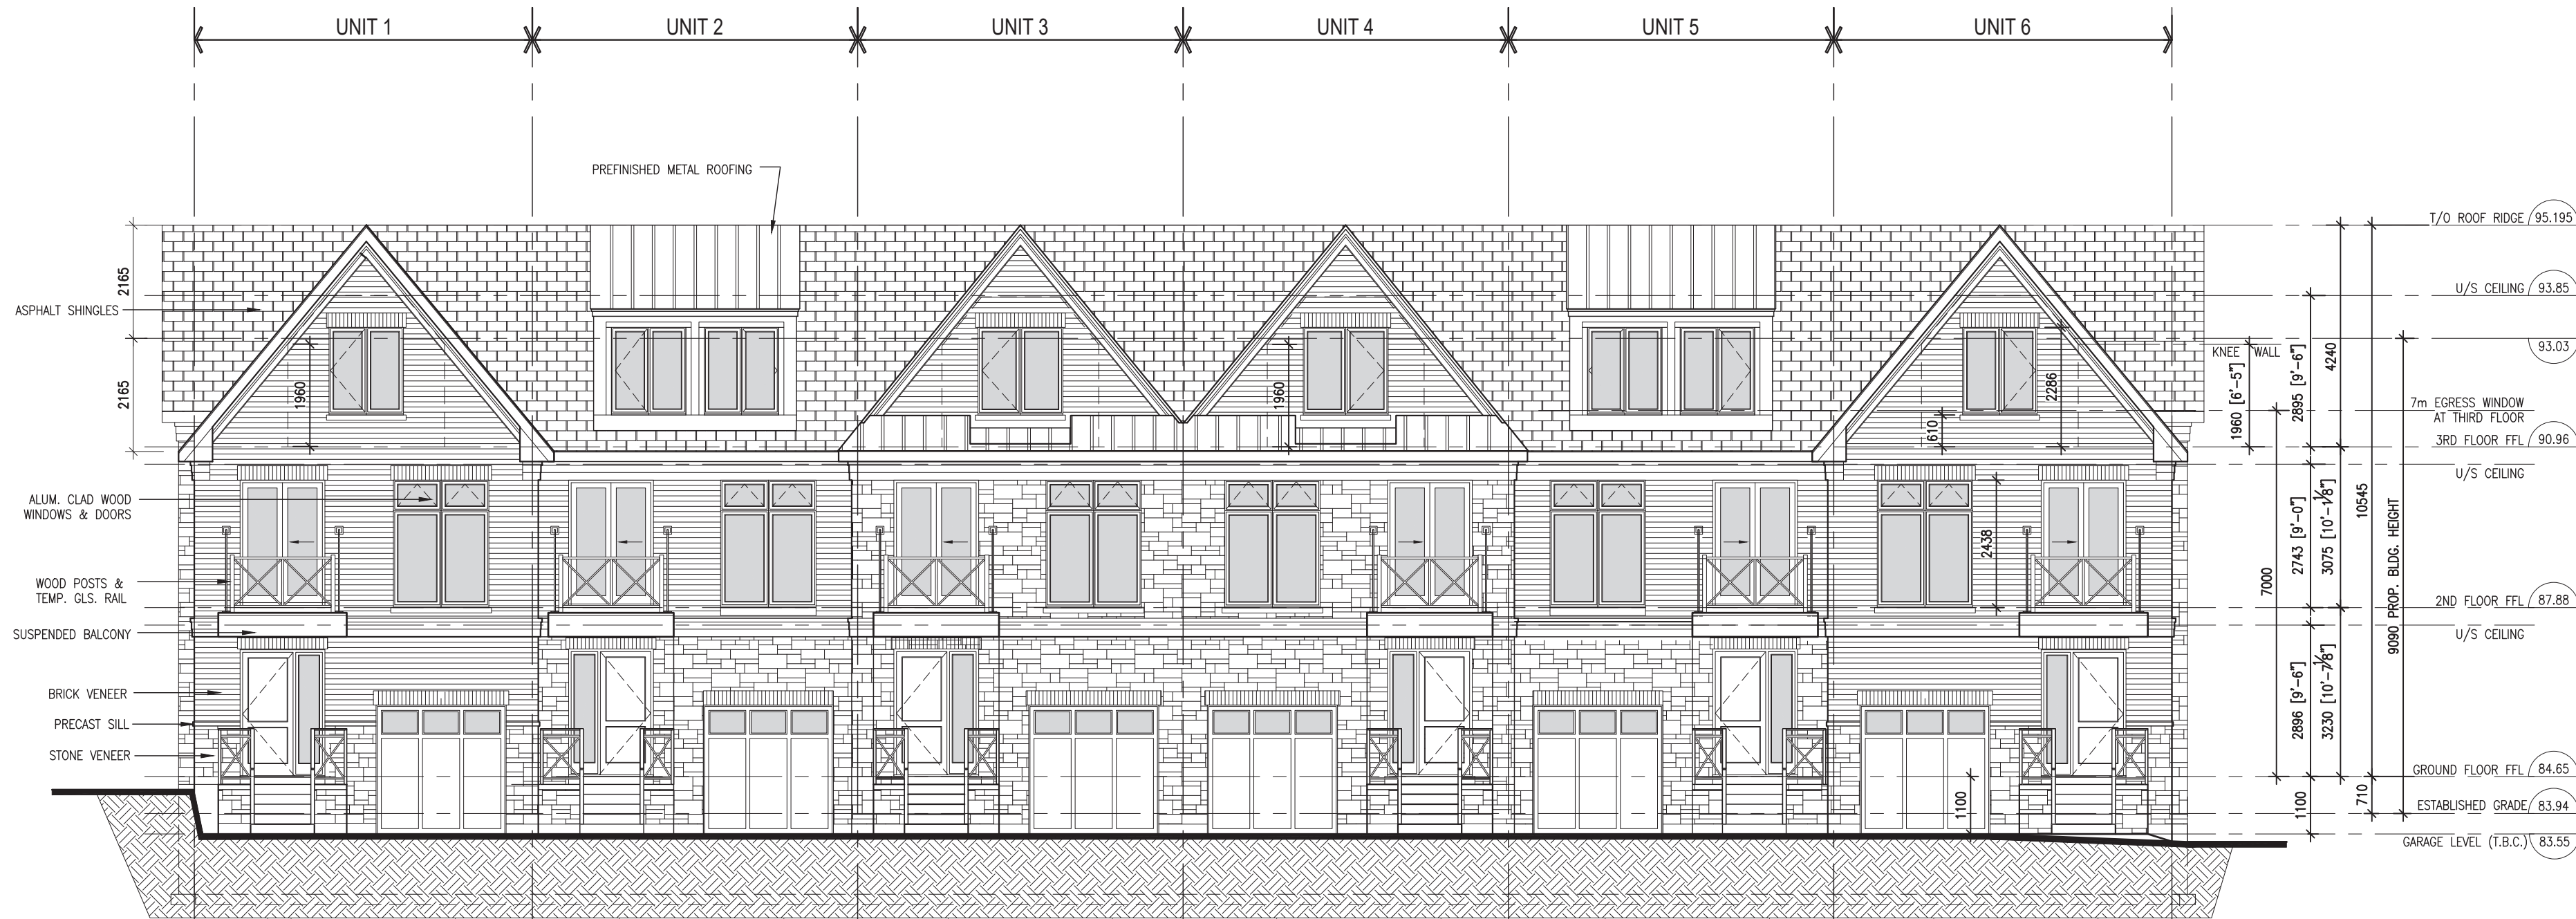 UNIT 1
UNIT 2
UNIT 3
UNIT 4
UNIT 5
UNIT 6
PREFINISHED METAL ROOFING
T/O ROOF RIDGE 95.195
2165
ASPHALT SHINGLES
2165
U/S CEILING 93.85
93.03
KNEE WALL
1960 [6'-5"]
2895 [9'-6"]
4240
7m EGRESS WINDOW
AT THIRD FLOOR
3RD FLOOR FFL 90.96
U/S CEILING
1960
1960
610
2286
ALUM. CLAD WOOD
WINDOWS & DOORS
WOOD POSTS &
TEMP. GLS. RAIL
SUSPENDED BALCONY
2438
7000
2743 [9'-0"]
3075 [10'-1⅛"]
10545
9090 PROP. BLDG. HEIGHT
2ND FLOOR FFL 87.88
U/S CEILING
BRICK VENEER
PRECAST SILL
STONE VENEER
2896 [9'-6"]
3230 [10'-7⅛"]
GROUND FLOOR FFL 84.65
1100
1100
710
ESTABLISHED GRADE 83.94
GARAGE LEVEL (T.B.C.) 83.55